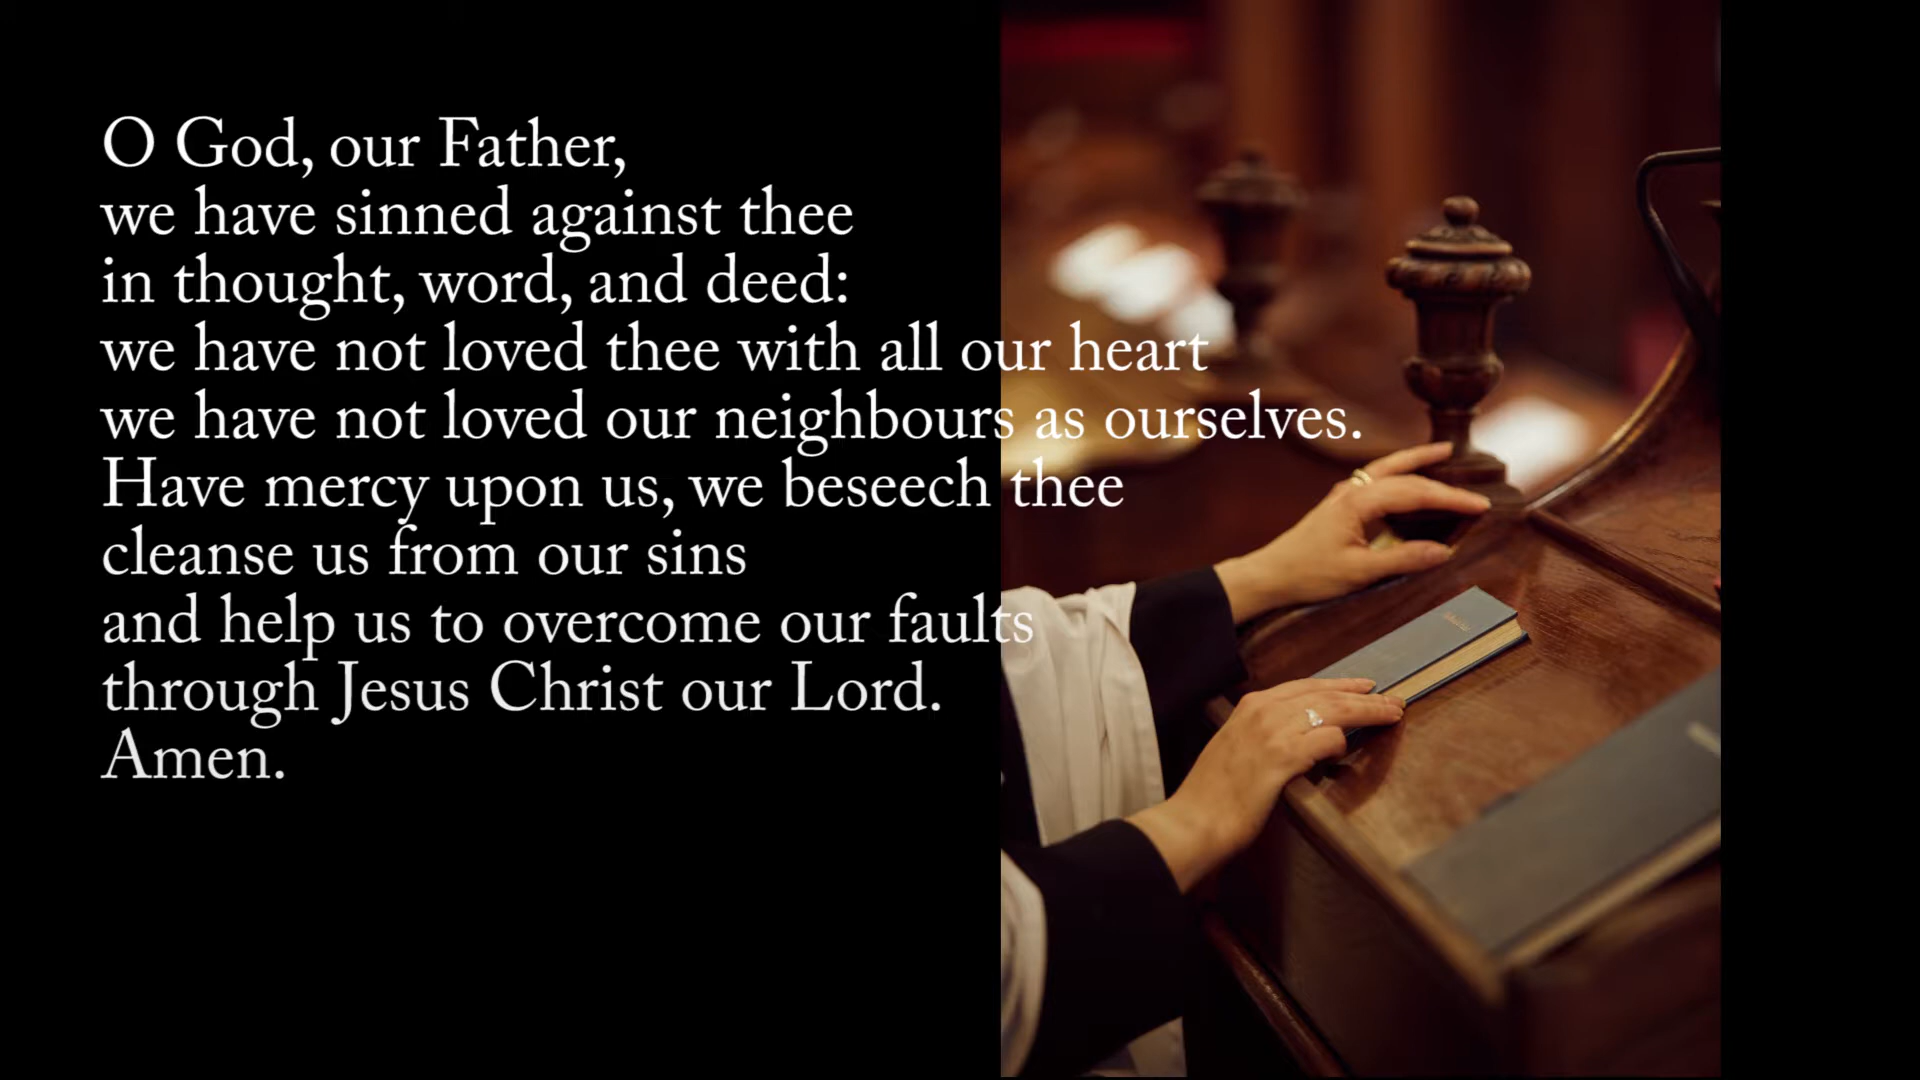 O God, our Father,
we have sinned against thee
in thought, word, and deed:
we have not loved thee with all our heart
we have not loved our neighbours as ourselves.
Have mercy upon us, we beseech thee
cleanse us from our sins
and help us to overcome our faults
through Jesus Christ our Lord.
Amen.